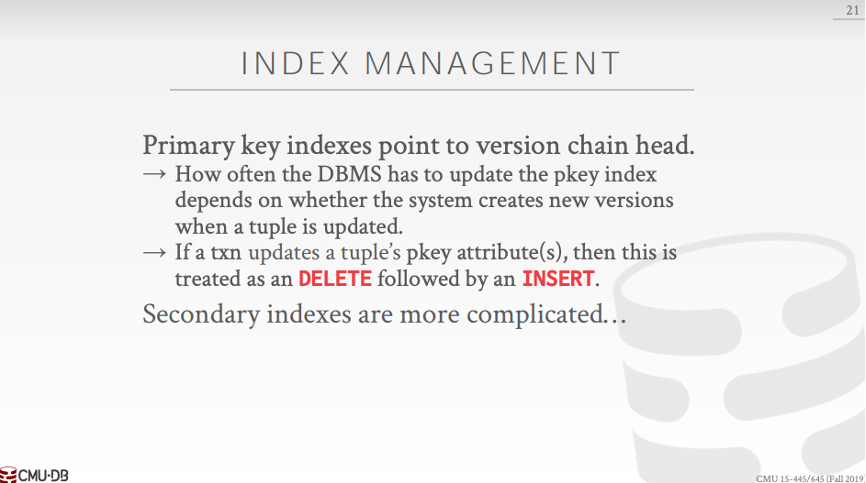 21
INDEX MANAGEMENT
Primary key indexes point to version chain head.
→ How often the DBMS has to update the pkey index
depends on whether the system creates new versions
when a tuple is updated.
→ If a txn updates a tuple’s pkey attribute(s), then this is
treated as an DELETE followed by an INSERT.
Secondary indexes are more complicated…
CMU·DB
CMU 15-445/645 (Fall 2019)